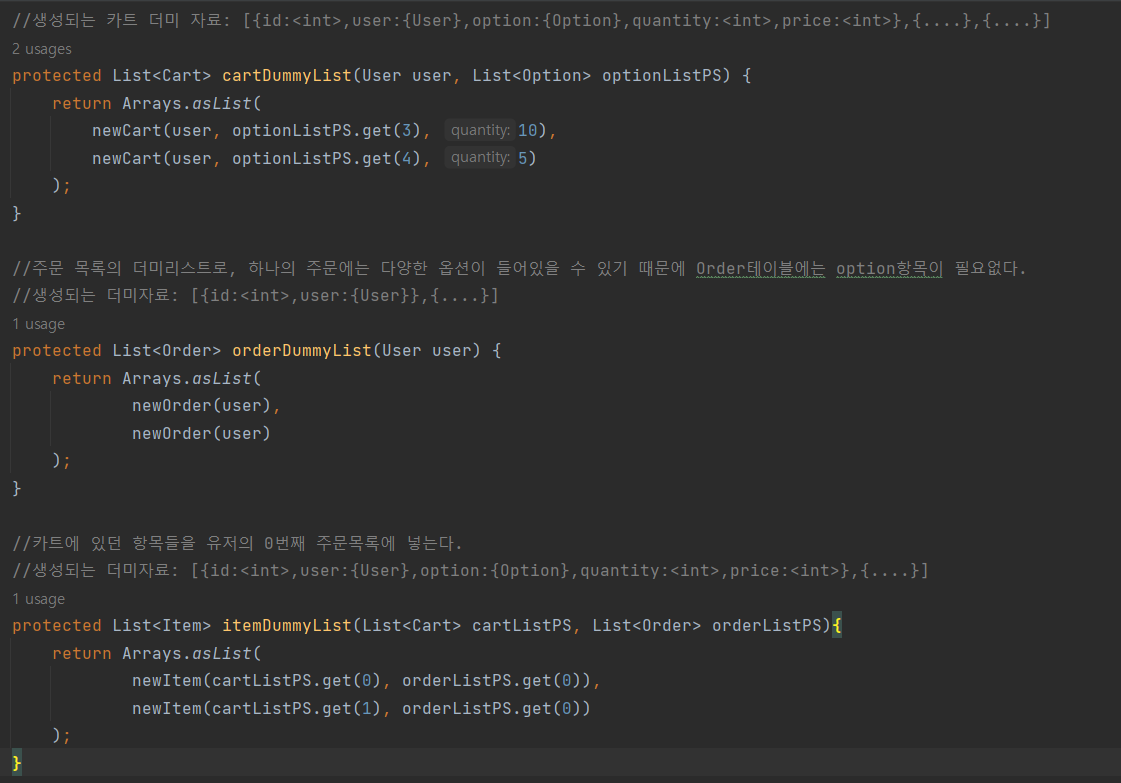 //생성되는 카트 더미 자료: [{id:<int>,user:{User},option:{Option},quantity:<int>,price:<int>},{....},{....}]
2 usages
protected List<Cart> cartDummyList(User user, List<Option> optionListPS) {
return Arrays.asList(
newCart(user, optionListPS.get(3), quantity: 10),
newCart(user, optionListPS.get(4), quantity: 5)
);
}
//주문 목록의 더미리스트로, 하나의 주문에는 다양한 옵션이 들어있을 수 있기 때문에 Order테이블에는 option항목이 필요없다.
//생성되는 더미자료: [{id:<int>,user:{User}},{....}]
1 usage
protected List<Order> orderDummyList(User user) {
return Arrays.asList(
newOrder(user),
newOrder(user)
);
}
//카트에 있던 항목들을 유저의 0번째 주문목록에 넣는다.
//생성되는 더미자료: [{id:<int>,user:{User},option:{Option},quantity:<int>,price:<int>},{....}]
1 usage
protected List<Item> itemDummyList(List<Cart> cartListPS, List<Order> orderListPS){
return Arrays.asList(
newItem(cartListPS.get(0), orderListPS.get(0)),
newItem(cartListPS.get(1), orderListPS.get(0))
);
}